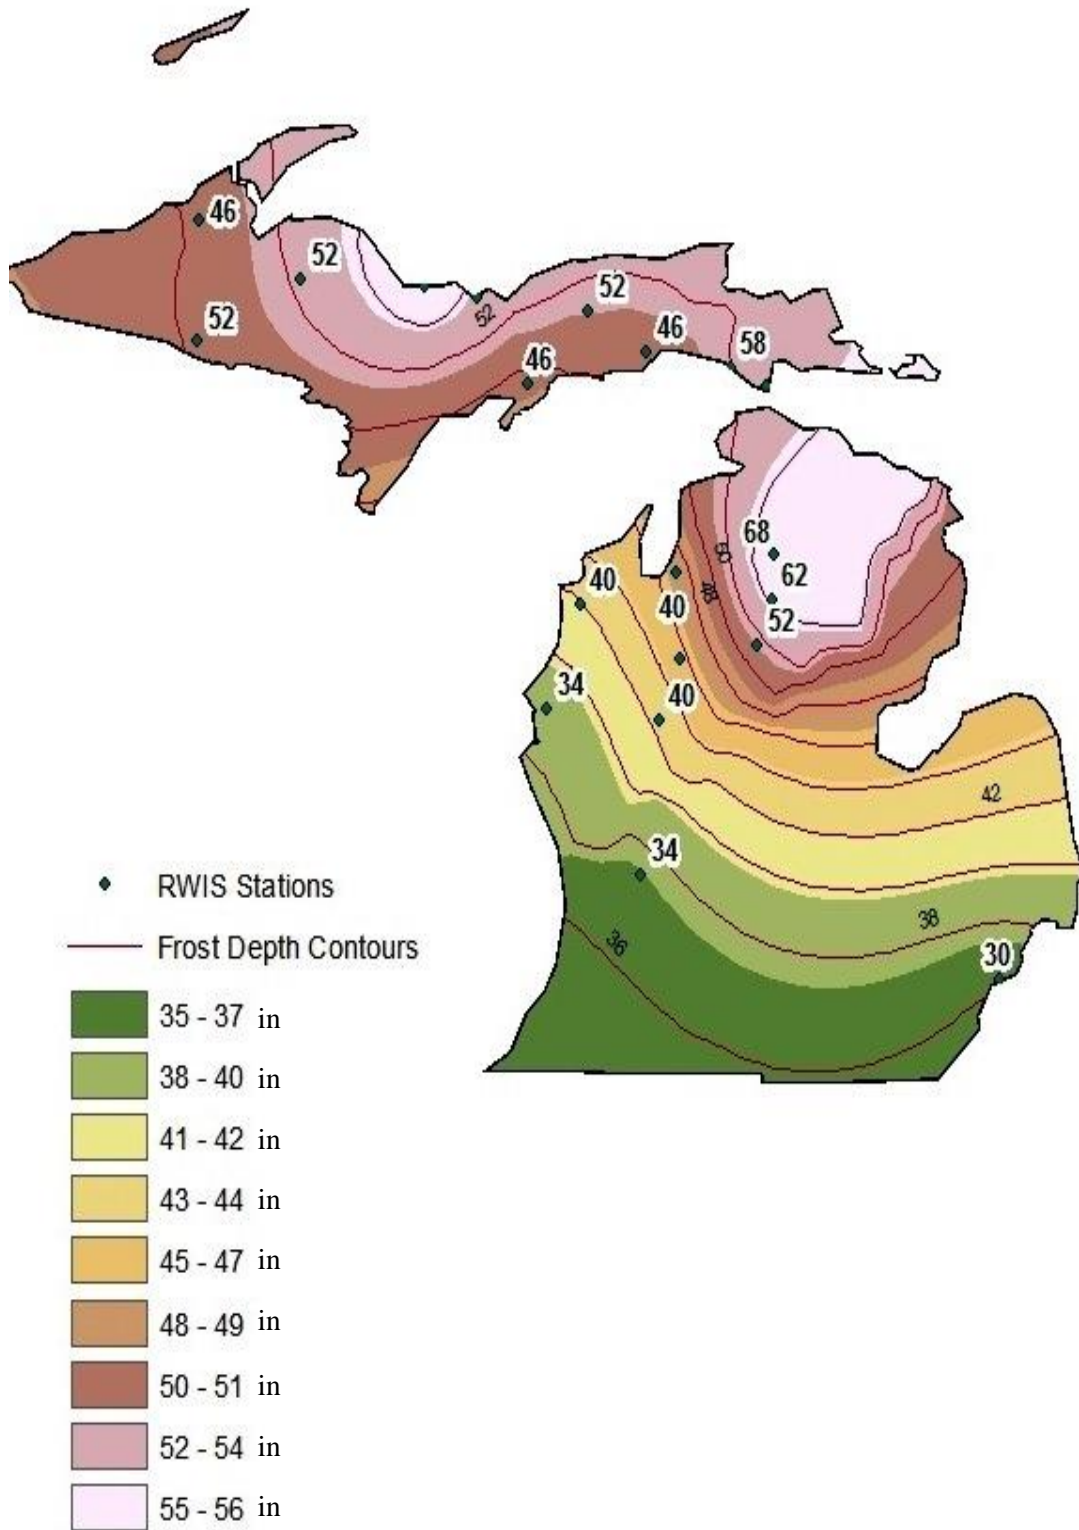 46
52
52
52
52
46
46
58
68
62
52
50
48
40
40
40
34
42
34
38
36
30
RWIS Stations
Frost Depth Contours
35 - 37 in
38 - 40 in
41 - 42 in
43 - 44 in
45 - 47 in
48 - 49 in
50 - 51 in
52 - 54 in
55 - 56 in